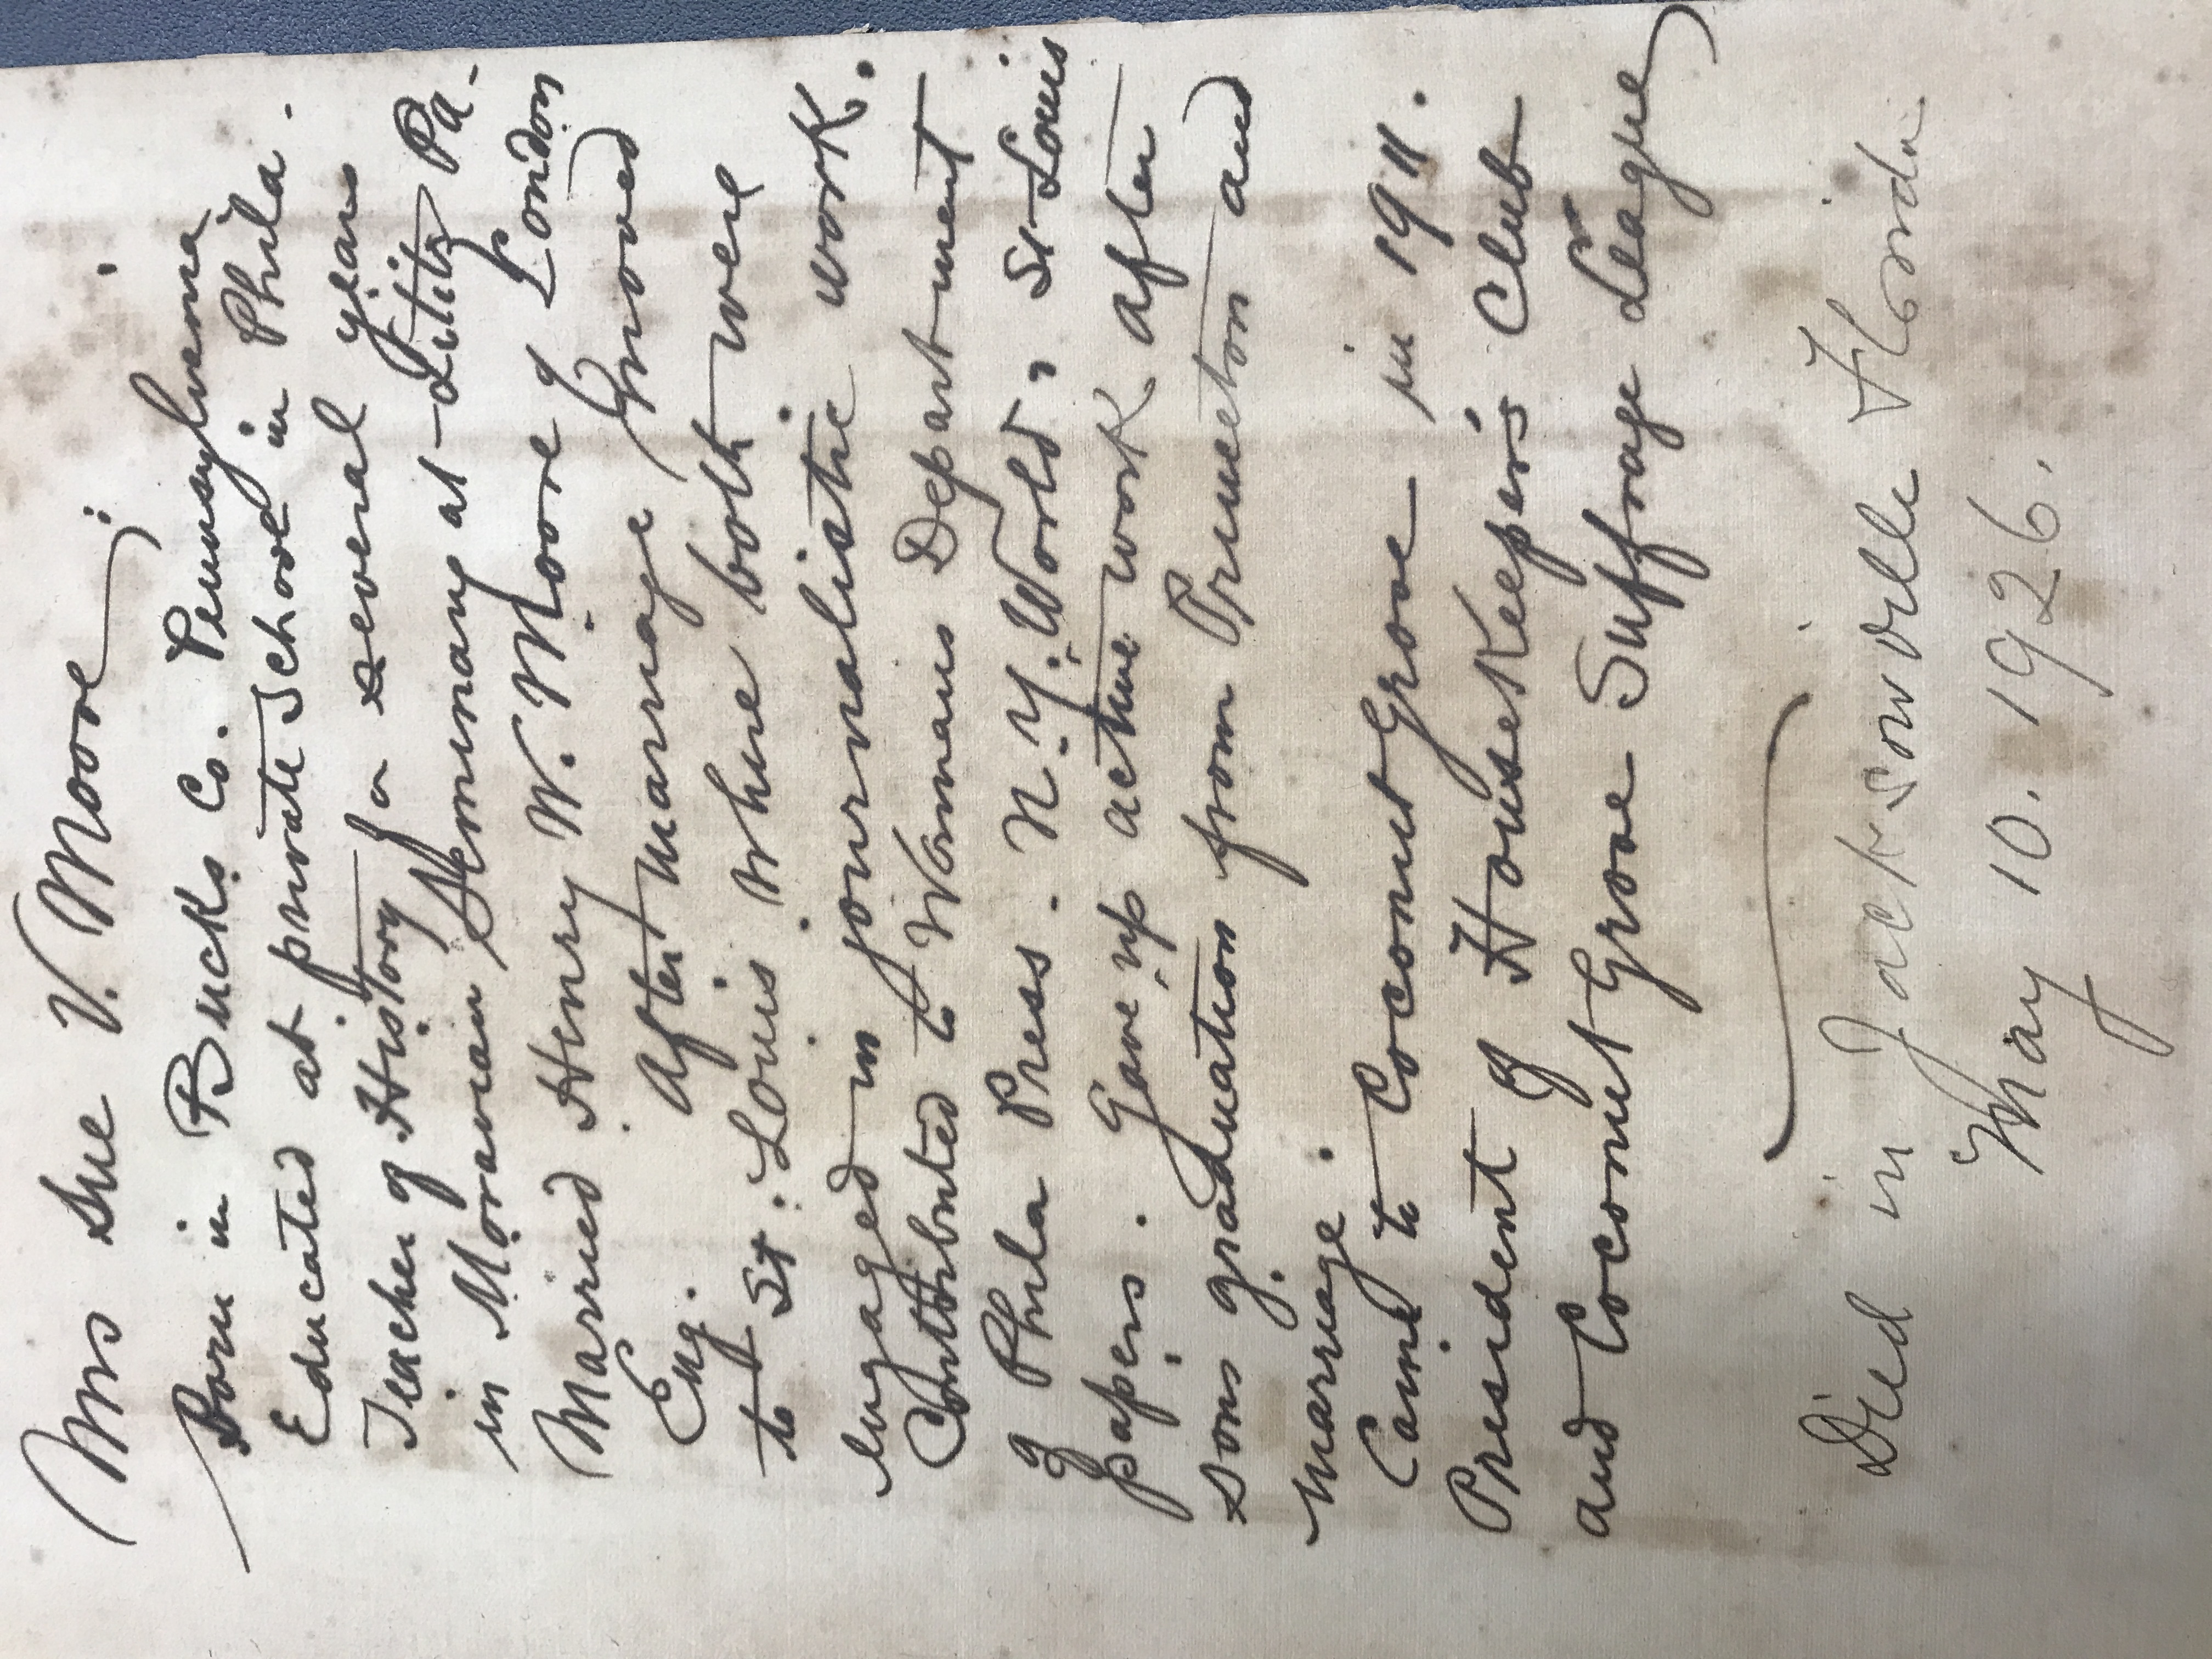 Mrs Sue V. Moore :
Born in Bucks Co. Pennsylvania
Educated at private School in Phila.
Teacher of History for several years
in Moravian Seminary at Lititz Pa-
Married Henry W. Moore of London
Eng. After marriage moved
to St. Louis where both were
engaged in journalistic work.
Contributed to Womans Department
of Phila Press. N.Y. World & St Louis
papers. Gave up active work after
sons graduation from Princeton and
marriage.
Came to Coconut Grove in 1911.
President of HouseKeeper's Club
and Coconut Grove Suffrage League
Died in Jacksonville Florida
May 10. 1926.